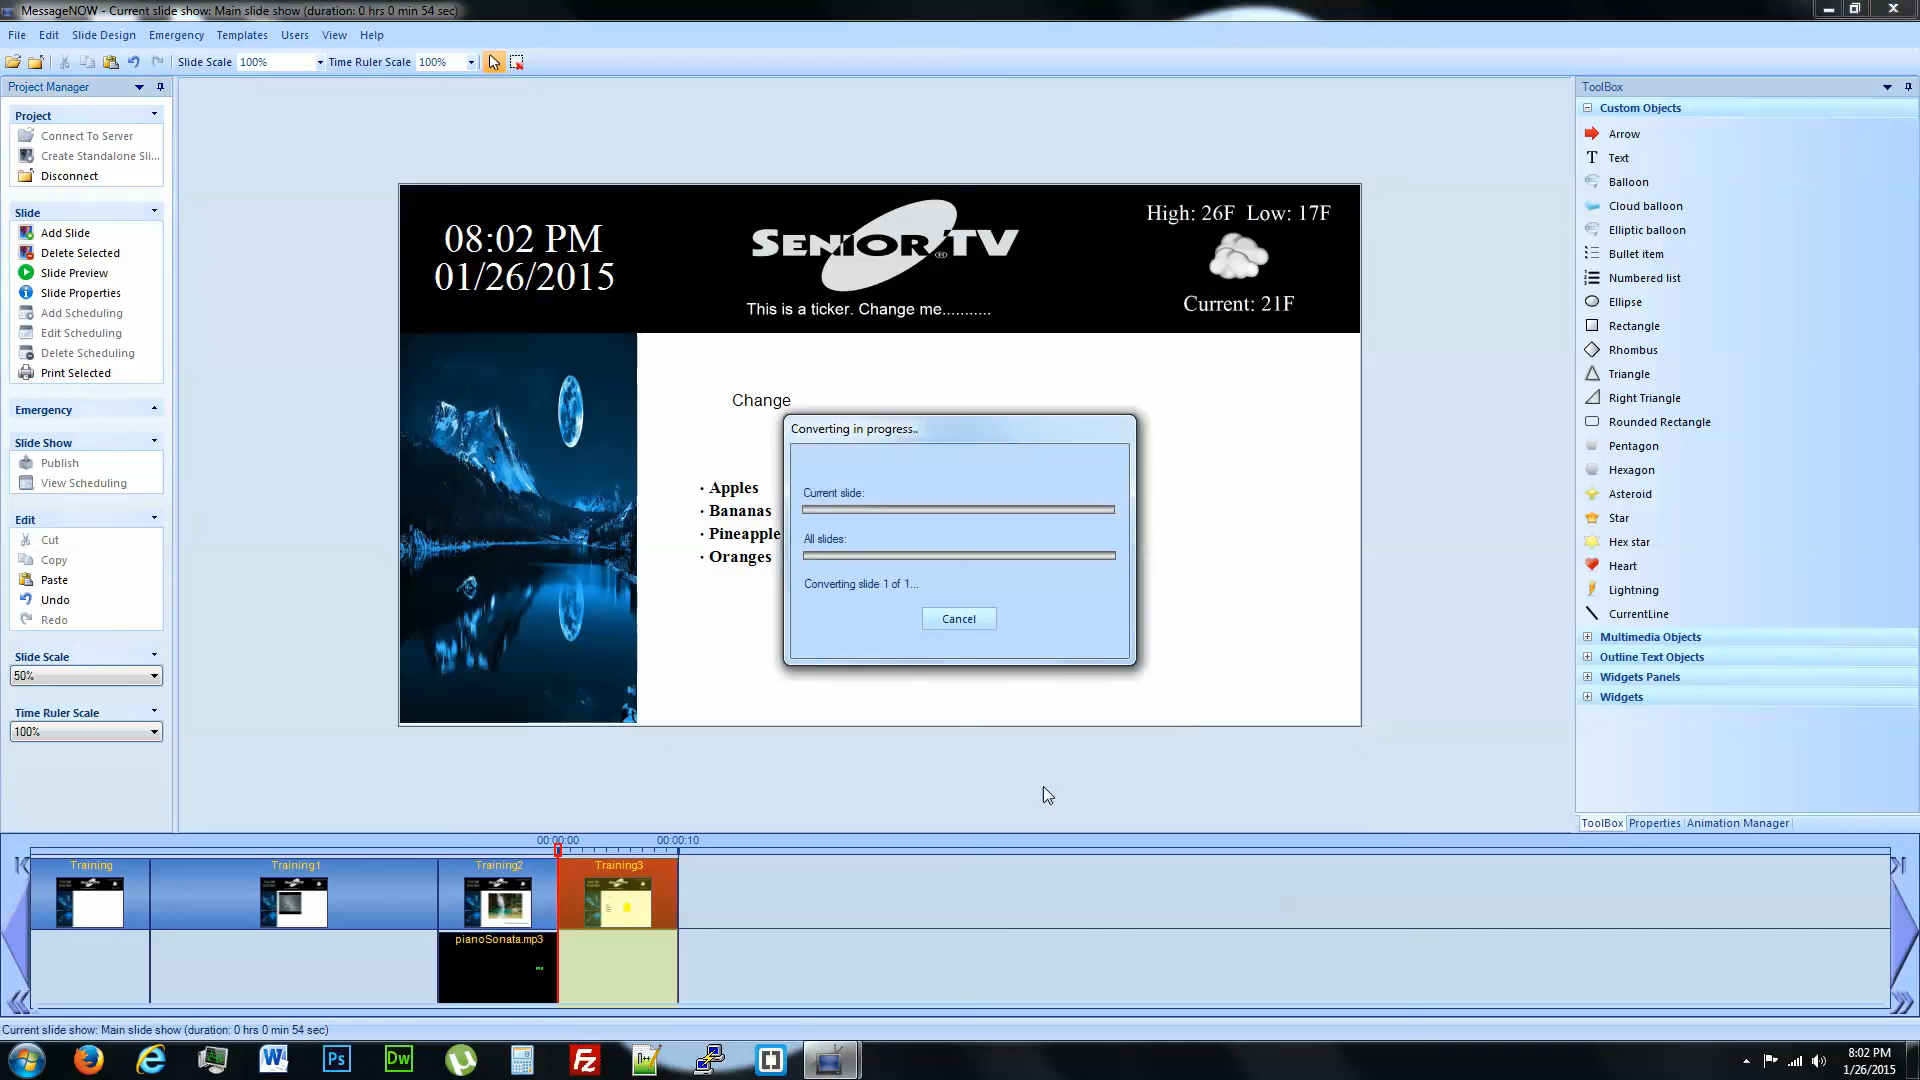 MessageNOW - Current slide show: Main slide show (duration: 0 hrs 0 min 54 sec)
File Edit Slide Design Emergency Templates Users View Help
Slide Scale 100% Time Ruler Scale 100%
Project Manager
Project
Connect To Server
Create Standalone Sli...
Disconnect
Slide
Add Slide
Delete Selected
Slide Preview
Slide Properties
Add Scheduling
Edit Scheduling
Delete Scheduling
Print Selected
Emergency
Slide Show
Publish
View Scheduling
Edit
Cut
Copy
Paste
Undo
Redo
Slide Scale
50%
Time Ruler Scale
100%
08:02 PM
01/26/2015
SENIOR TV
®
This is a ticker. Change me..........
High: 26F Low: 17F
Current: 21F
Change
· Apples
· Bananas
· Pineapple
· Oranges
Converting in progress..
Current slide:
All slides:
Converting slide 1 of 1...
Cancel
ToolBox
Custom Objects
Arrow
Text
Balloon
Cloud balloon
Elliptic balloon
Bullet item
Numbered list
Ellipse
Rectangle
Rhombus
Triangle
Right Triangle
Rounded Rectangle
Pentagon
Hexagon
Asteroid
Star
Hex star
Heart
Lightning
CurrentLine
Multimedia Objects
Outline Text Objects
Widgets Panels
Widgets
ToolBox Properties Animation Manager
00:00:00 00:00:10
Training Training1 Training2 Training3
pianoSonata.mp3
Current slide show: Main slide show (duration: 0 hrs 0 min 54 sec)
W Ps Dw Fz
8:02 PM
1/26/2015